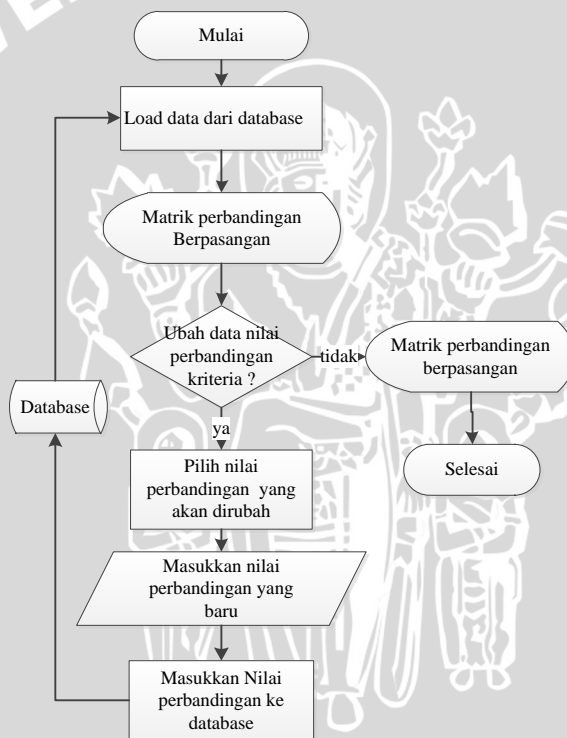 Mulai
Load data dari database
Matrik perbandingan
Berpasangan
Ubah data nilai
perbandingan
kriteria ?
tidak
Matrik perbandingan
berpasangan
Selesai
Database
ya
Pilih nilai
perbandingan yang
akan dirubah
Masukkan nilai
perbandingan yang
baru
Masukkan Nilai
perbandingan ke
database